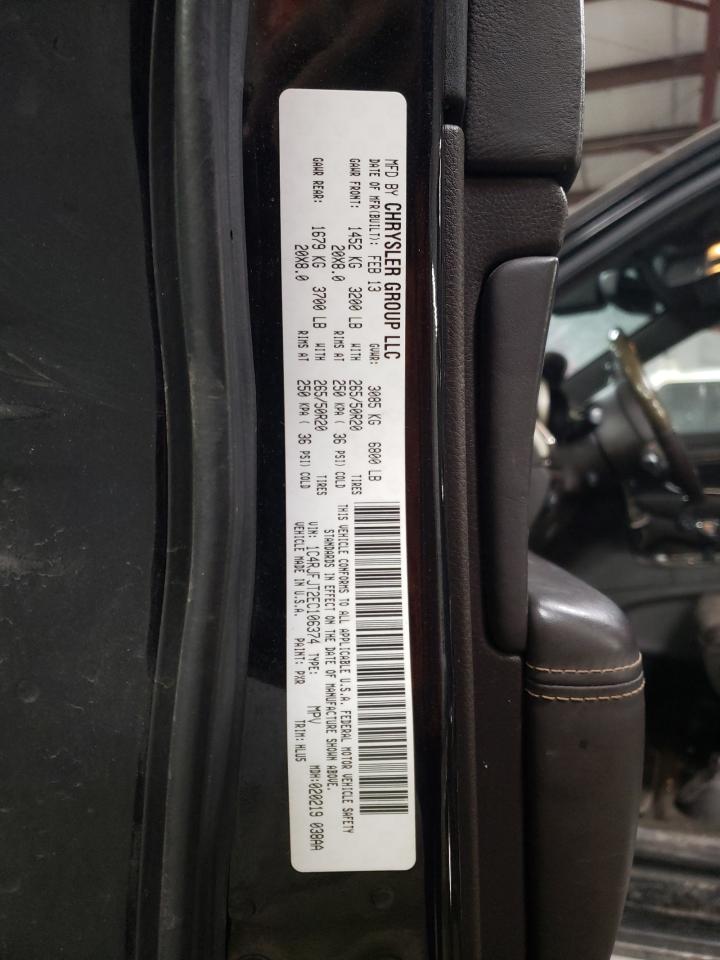 MFD BY CHRYSLER GROUP LLC
DATE OF MFR(BUILT): FEB 13 GVWR: 3085 KG 6800 LB
GAWR FRONT: 1452 KG 3200 LB WITH 265/50R20 TIRES
20X8.0 RIMS AT 250 KPA ( 36 PSI) COLD
GAWR REAR: 1679 KG 3700 LB WITH 265/50R20 TIRES
20X8.0 RIMS AT 250 KPA ( 36 PSI) COLD
THIS VEHICLE CONFORMS TO ALL APPLICABLE U.S.A. FEDERAL MOTOR VEHICLE SAFETY
STANDARDS IN EFFECT ON THE DATE OF MANUFACTURE SHOWN ABOVE.
VIN: 1C4RJFJT2EC106374 TYPE: MPV MDH:020219 038AA
VEHICLE MADE IN U.S.A. PAINT: PXR TRIM: HLU5